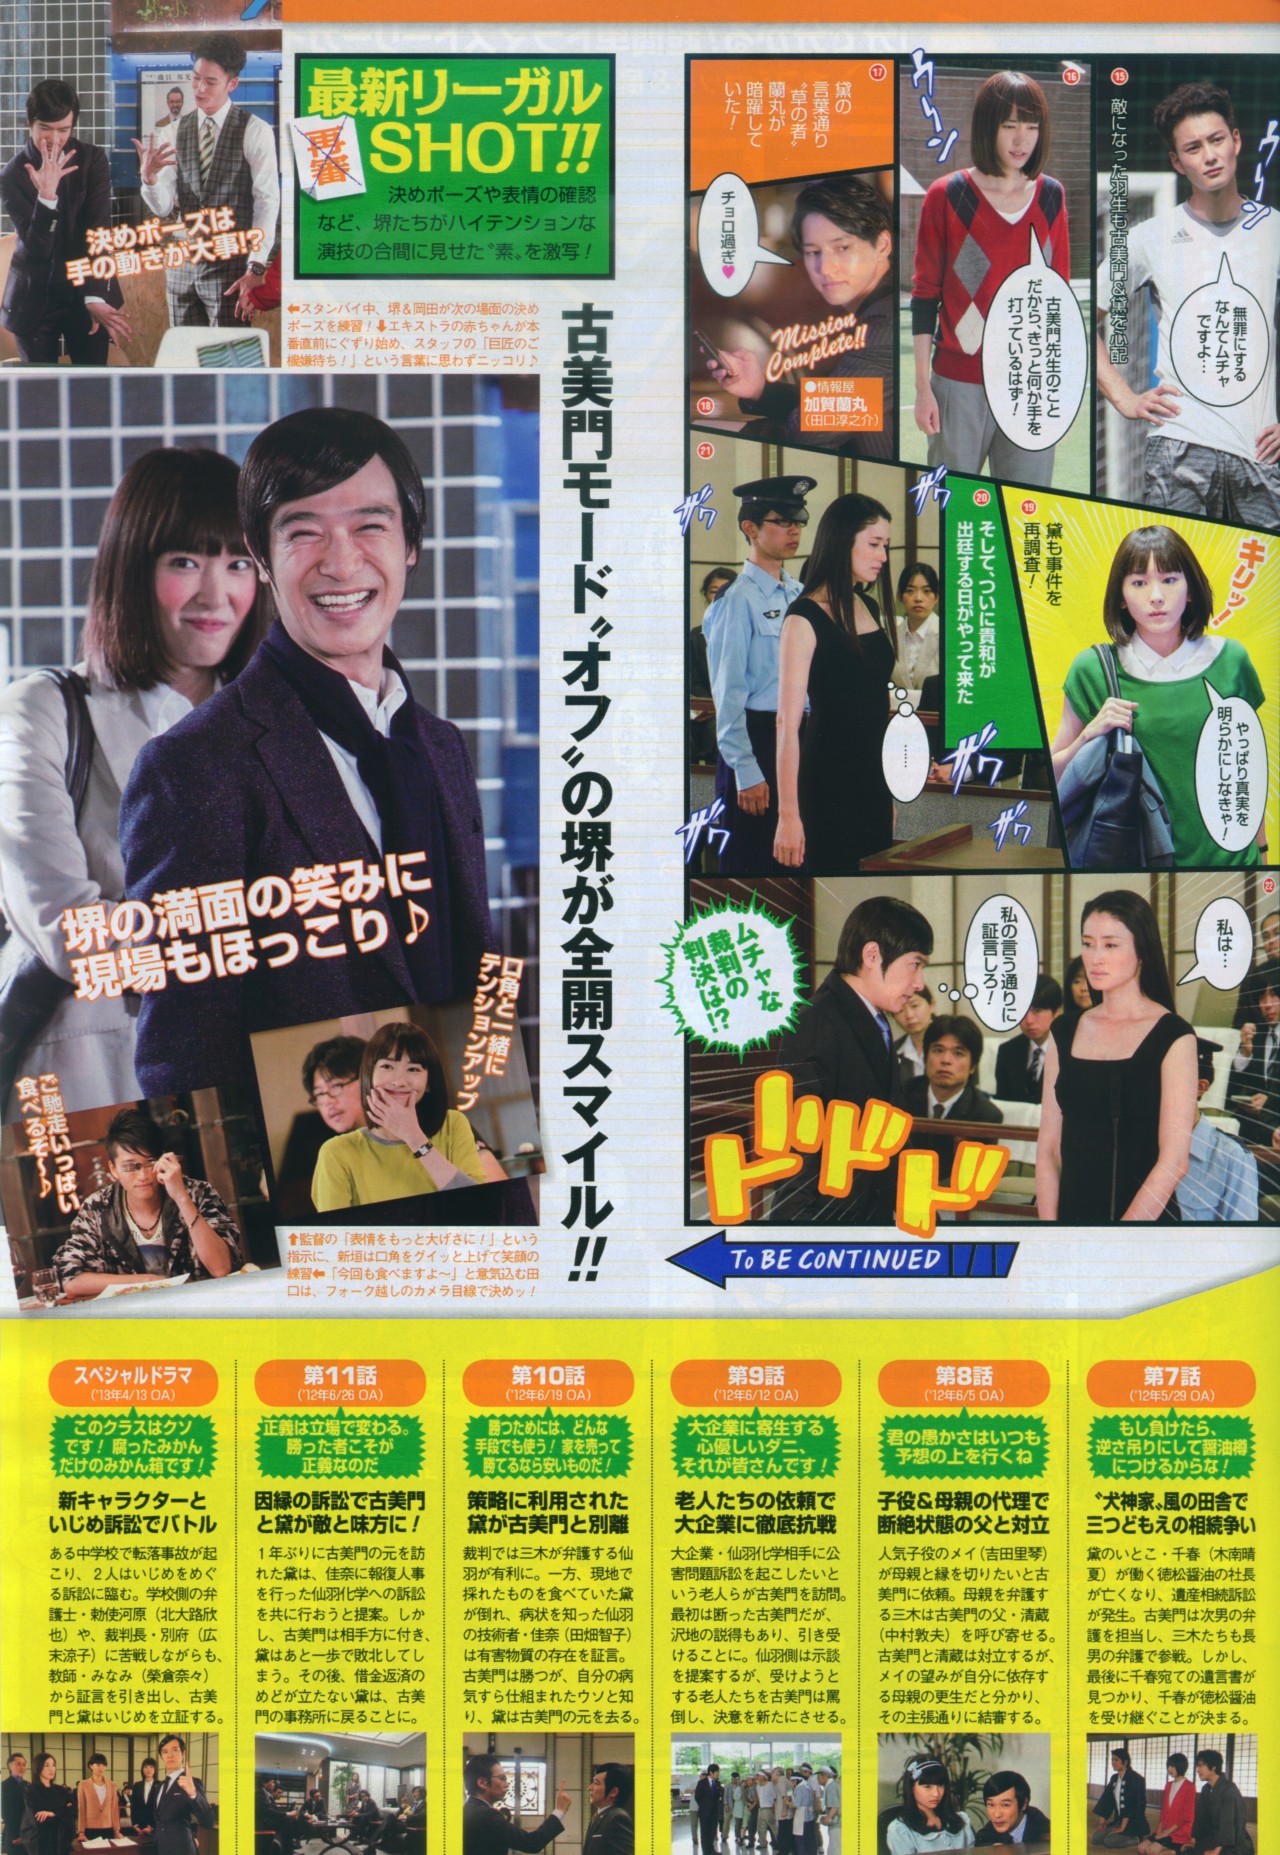 ⑮
敵になった羽生も古美門&黛を心配
無罪にする
なんてムチャ
ですよ…
ウーン
⑯
古美門先生のこと
だから、きっと何か手を
打っているはず!
ウーン
⑰
黛の
言葉通り
〝草の者〟
蘭丸が
暗躍して
いた!
チョロ過ぎ♥
Mission
Complete!!
●情報屋
加賀蘭丸
(田口淳之介)
⑱
⑲
黛も事件を
再調査!
キリッ!
やっぱり真実を
明らかにしなきゃ!
⑳
そして、ついに貴和が
出廷する日がやって来た
㉑
ザワ
ザワ
ザワ
ザワ
ザワ
……
㉒
私は…
私の言う通りに
証言しろ!
ムチャな
裁判の
判決は!?
ドドドド
TO BE CONTINUED
最新リーガル
SHOT!!
再審
決めポーズや表情の確認
など、堺たちがハイテンションな
演技の合間に見せた〝素〟を激写!
決めポーズは
手の動きが大事!?
⬅スタンバイ中、堺&岡田が次の場面の決め
ポーズを練習!⬇エキストラの赤ちゃんが本
番直前にぐずり始め、スタッフの「巨匠のご
機嫌待ち!」という言葉に思わずニッコリ♪
古美門モード〝オフ〟の堺が全開スマイル!!
堺の満面の笑みに
現場もほっこり♪
口角と一緒に
テンションアップ
ご馳走いっぱい
食べるぞ〜♪
⬆監督の「表情をもっと大げさに!」という
指示に、新垣は口角をグイッと上げて笑顔の
練習⬅「今回も食べますよ〜」と意気込む田
口は、フォーク越しのカメラ目線で決めッ!
第7話
('12年5/29 OA)
もし負けたら、
逆さ吊りにして醤油樽
につけるからな!
〝犬神家〟風の田舎で
三つどもえの相続争い
黛のいとこ・千春(木南晴
夏)が働く徳松醤油の社長
が亡くなり、遺産相続訴訟
が発生。古美門は次男の弁
護を担当し、三木たちも長
男の弁護で参戦。しかし、
最後に千春宛ての遺言書が
見つかり、千春が徳松醤油
を受け継ぐことが決まる。
第8話
('12年6/5 OA)
君の愚かさはいつも
予想の上を行くね
子役&母親の代理で
断絶状態の父と対立
人気子役のメイ(吉田里琴)
が母親と縁を切りたいと古
美門に依頼。母親を弁護す
る三木は古美門の父・清蔵
(中村敦夫)を呼び寄せる。
古美門と清蔵は対立するが、
メイの望みが自分に依存す
る母親の更生だと分かり、
その主張通りに結審する。
第9話
('12年6/12 OA)
大企業に寄生する
心優しいダニ、
それが皆さんです!
老人たちの依頼で
大企業に徹底抗戦
大企業・仙羽化学相手に公
害問題訴訟を起こしたいと
いう老人らが古美門を訪問。
最初は断った古美門だが、
沢地の説得もあり、引き受
けることに。仙羽側は示談
を提案するが、受けようと
する老人たちを古美門は罵
倒し、決意を新たにさせる。
第10話
('12年6/19 OA)
勝つためには、どんな
手段でも使う! 家を売って
勝てるなら安いものだ!
策略に利用された
黛が古美門と別離
裁判では三木が弁護する仙
羽が有利に。一方、現地で
採れたものを食べていた黛
が倒れ、病状を知った仙羽
の技術者・佳奈(田畑智子)
は有害物質の存在を証言。
古美門は勝つが、自分の病
気すら仕組まれたウソと知
り、黛は古美門の元を去る。
第11話
('12年6/26 OA)
正義は立場で変わる。
勝った者こそが
正義なのだ
因縁の訴訟で古美門
と黛が敵と味方に!
1年ぶりに古美門の元を訪
れた黛は、佳奈に報復人事
を行った仙羽化学への訴訟
を共に行おうと提案。しか
し、古美門は相手方に付き、
黛はあと一歩で敗北してし
まう。その後、借金返済の
めどが立たない黛は、古美
門の事務所に戻ることに。
スペシャルドラマ
('13年4/13 OA)
このクラスはクソ
です! 腐ったみかん
だけのみかん箱です!
新キャラクターと
いじめ訴訟でバトル
ある中学校で転落事故が起
こり、2人はいじめをめぐ
る訴訟に臨む。学校側の弁
護士・勅使河原(北大路欣
也)や、裁判長・別府(広
末涼子)に苦戦しながらも、
教師・みなみ(榮倉奈々)
から証言を引き出し、古美
門と黛はいじめを立証する。